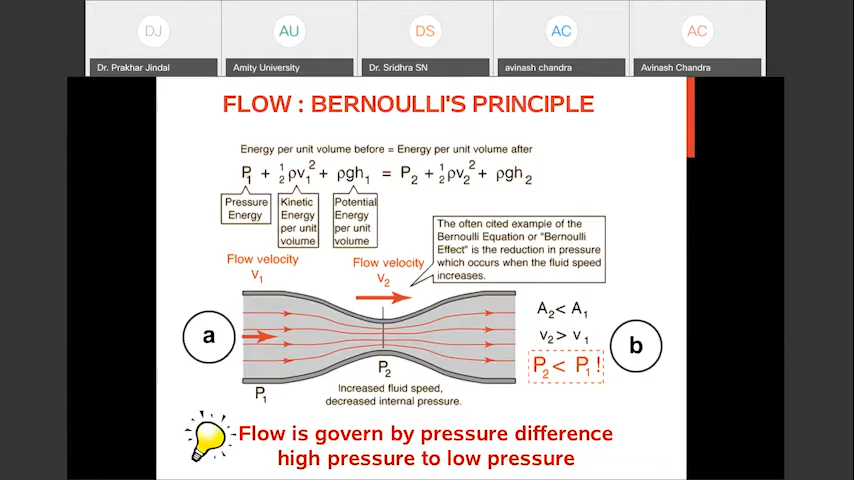 DJ
AU
DS
AC
AC
Dr. Prakhar Jindal
Amity University
Dr. Sridhra SN
avinash chandra
Avinash Chandra
FLOW : BERNOULLI'S PRINCIPLE
Energy per unit volume before = Energy per unit volume after
P₁ + ½ρv₁² + ρgh₁ = P₂ + ½ρv₂² + ρgh₂
Pressure
Energy
Kinetic
Energy
per unit
volume
Potential
Energy
per unit
volume
The often cited example of the
Bernoulli Equation or "Bernoulli
Effect" is the reduction in pressure
which occurs when the fluid speed
increases.
Flow velocity
v₁
Flow velocity
v₂
a
A₂< A₁
v₂> v₁
P₂< P₁ !
b
P₁
P₂
Increased fluid speed,
decreased internal pressure.
Flow is govern by pressure difference
high pressure to low pressure